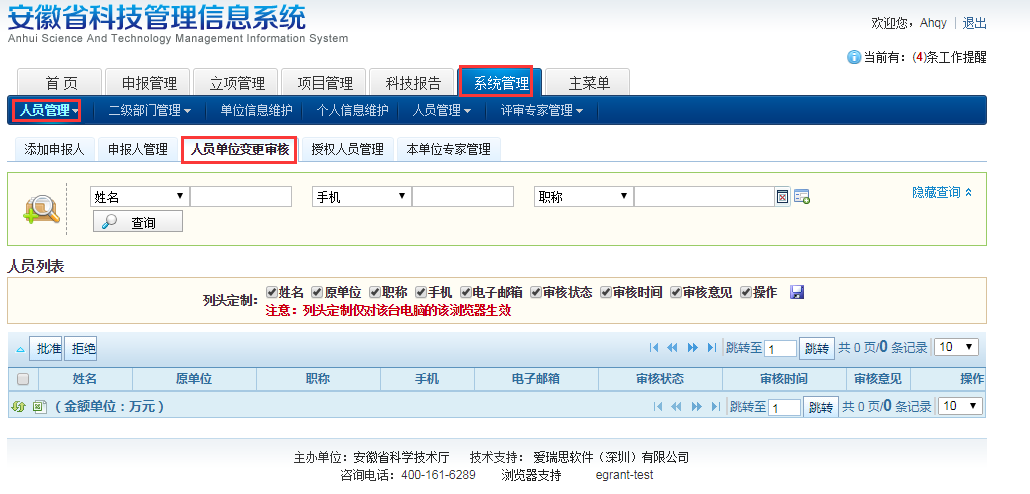 安徽省科技管理信息系统
Anhui Science And Technology Management Information System
欢迎您，Ahqy | 退出
当前有：(4)条工作提醒
首 页 申报管理 立项管理 项目管理 科技报告 系统管理 主菜单
人员管理 二级部门管理 单位信息维护 个人信息维护 人员管理 评审专家管理
添加申报人 申报人管理 人员单位变更审核 授权人员管理 本单位专家管理
姓名 手机 职称 隐藏查询
查询
人员列表
列头定制： 姓名 原单位 职称 手机 电子邮箱 审核状态 审核时间 审核意见 操作
注意：列头定制仅对该台电脑的该浏览器生效
批准 拒绝 跳转至 1 跳转 共 0 页/0 条记录 10
姓名 原单位 职称 手机 电子邮箱 审核状态 审核时间 审核意见 操作
（金额单位：万元） 跳转至 1 跳转 共 0 页/0 条记录 10
主办单位：安徽省科学技术厅 技术支持：爱瑞思软件（深圳）有限公司
咨询电话：400-161-6289 浏览器支持 egrant-test